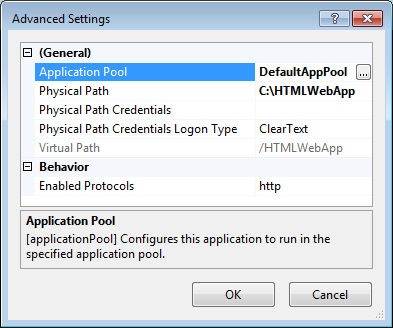 Advanced Settings
(General)
Application Pool DefaultAppPool ...
Physical Path C:\HTMLWebApp
Physical Path Credentials
Physical Path Credentials Logon Type ClearText
Virtual Path /HTMLWebApp
Behavior
Enabled Protocols http
Application Pool
[applicationPool] Configures this application to run in the
specified application pool.
OK Cancel